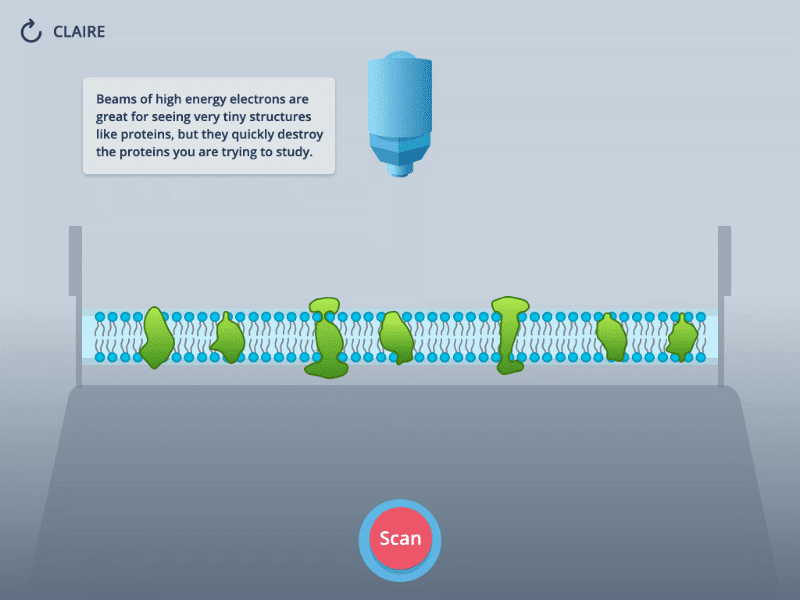 CLAIRE
Beams of high energy electrons are
great for seeing very tiny structures
like proteins, but they quickly destroy
the proteins you are trying to study.
Scan